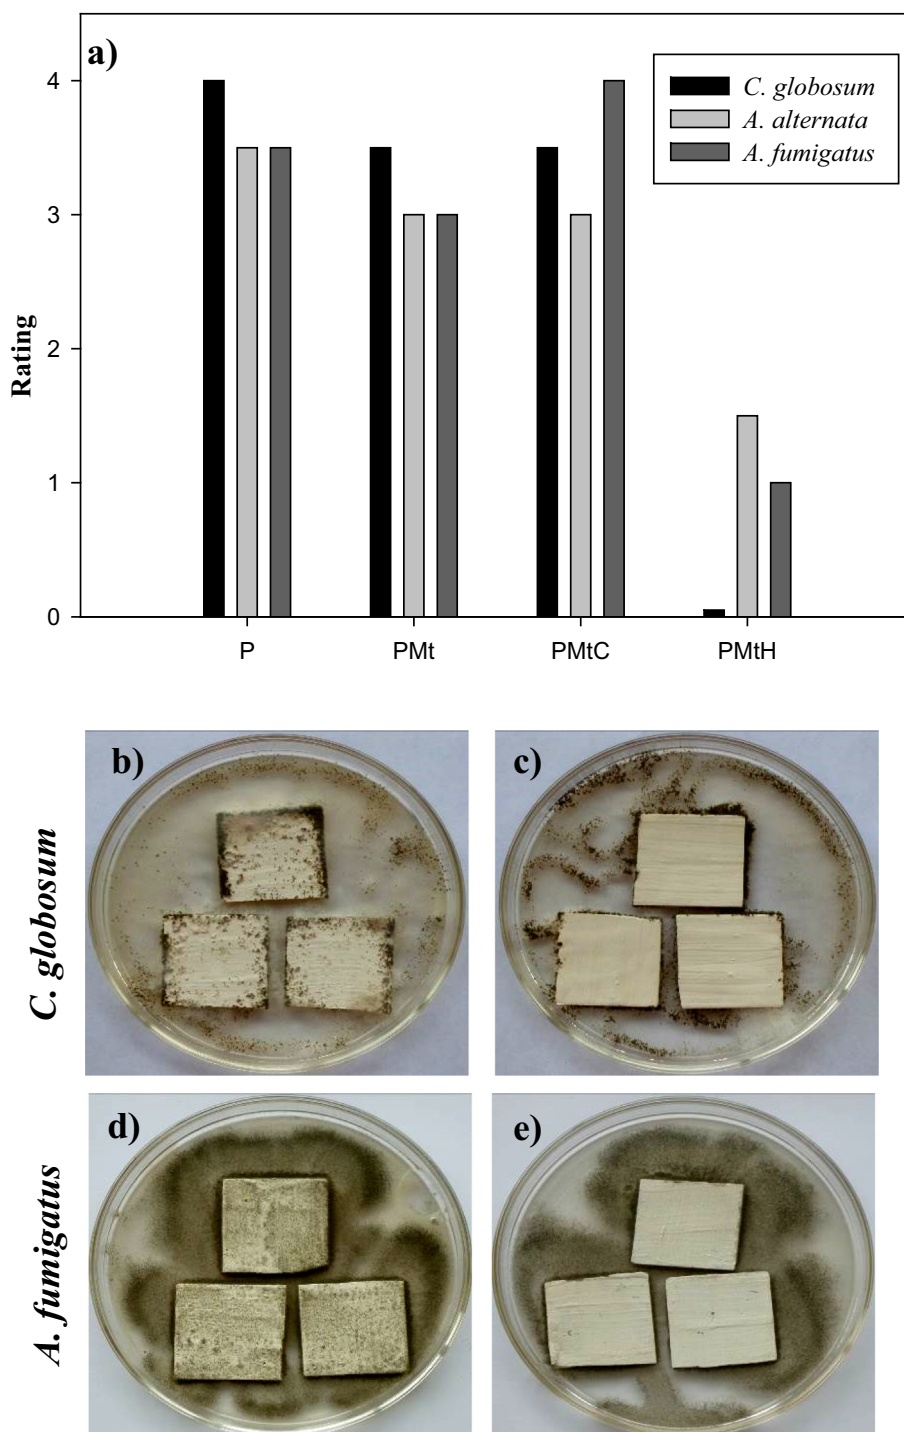 a)
C. globosum
A. alternata
A. fumigatus
4
3
2
1
0
Rating
P PMt PMtC PMtH
b)
c)
C. globosum
d)
e)
A. fumigatus